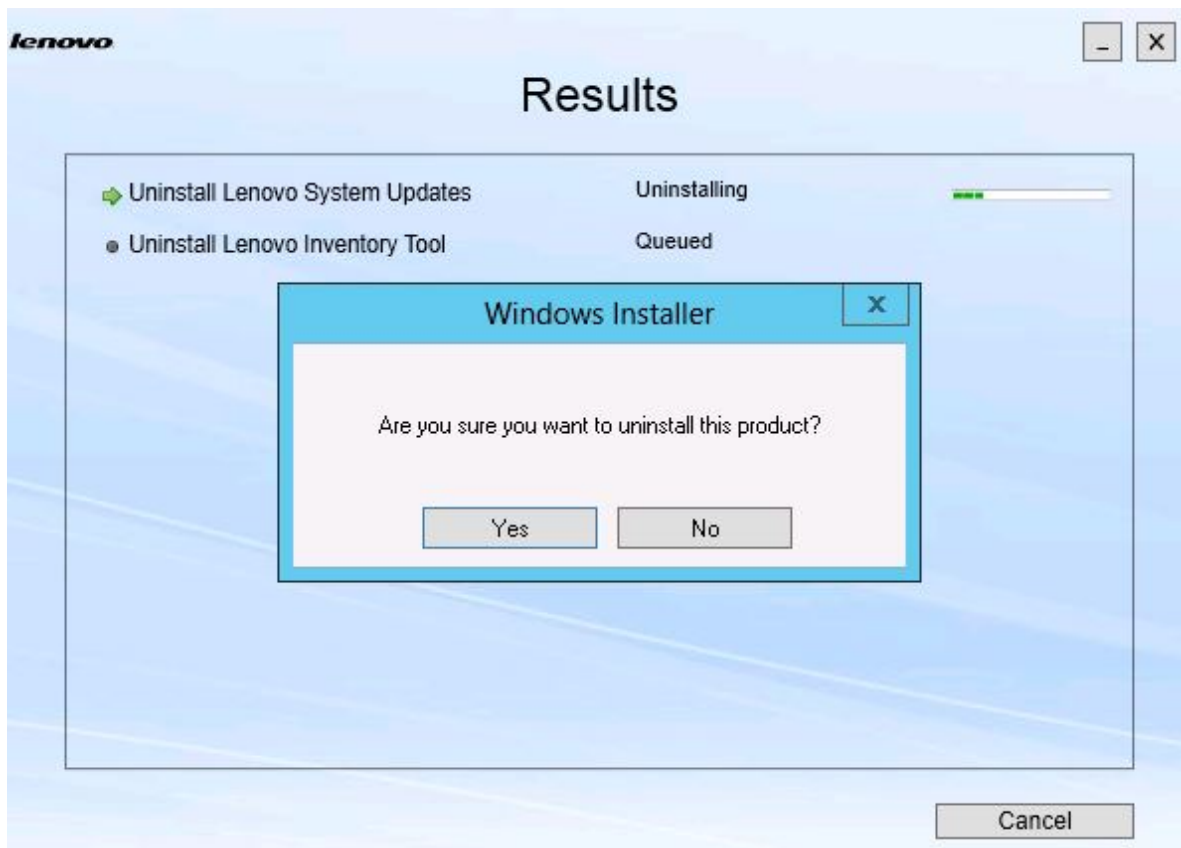 lenovo
Results
Uninstall Lenovo System Updates Uninstalling
Uninstall Lenovo Inventory Tool Queued
Windows Installer
Are you sure you want to uninstall this product?
Yes No
Cancel